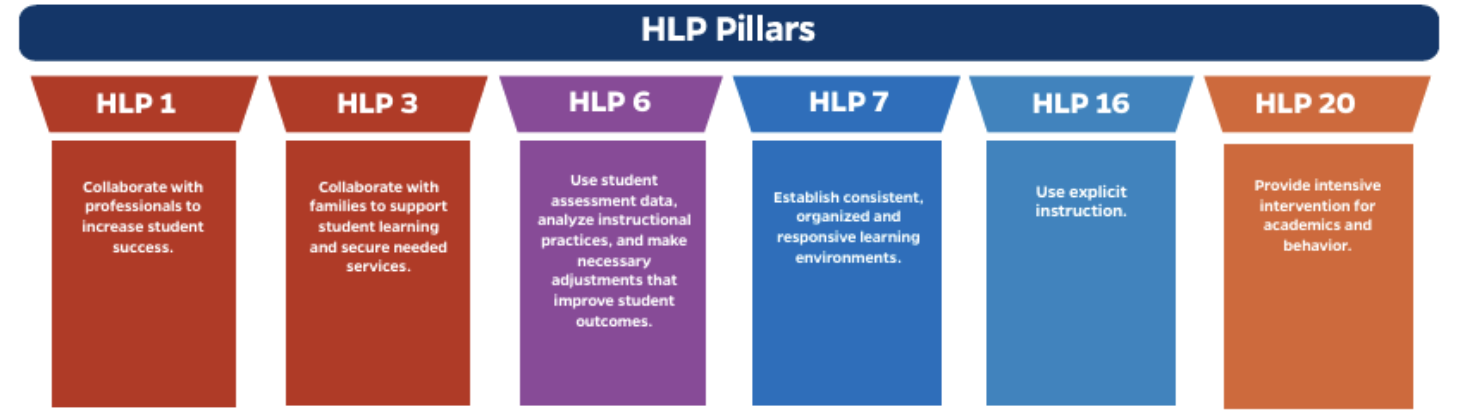 HLP Pillars
HLP 1
Collaborate with
professionals to
increase student
success.
HLP 3
Collaborate with
families to support
student learning
and secure needed
services.
HLP 6
Use student
assessment data,
analyze instructional
practices, and make
necessary
adjustments that
improve student
outcomes.
HLP 7
Establish consistent,
organized and
responsive learning
environments.
HLP 16
Use explicit
instruction.
HLP 20
Provide intensive
intervention for
academics and
behavior.